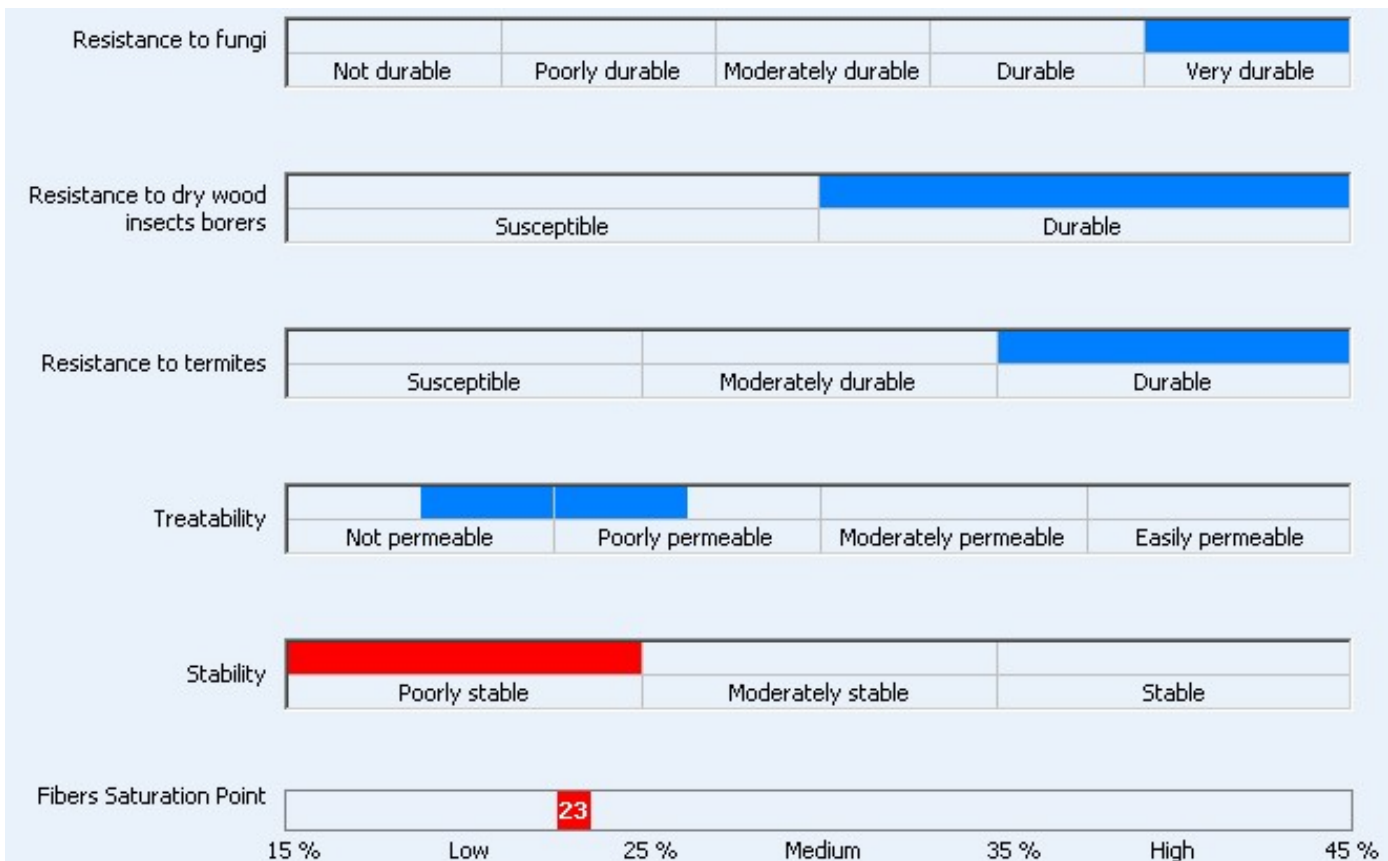 Resistance to fungi
Not durable Poorly durable Moderately durable Durable Very durable
Resistance to dry wood
insects borers
Susceptible Durable
Resistance to termites
Susceptible Moderately durable Durable
Treatability
Not permeable Poorly permeable Moderately permeable Easily permeable
Stability
Poorly stable Moderately stable Stable
Fibers Saturation Point
23
15 % Low 25 % Medium 35 % High 45 %